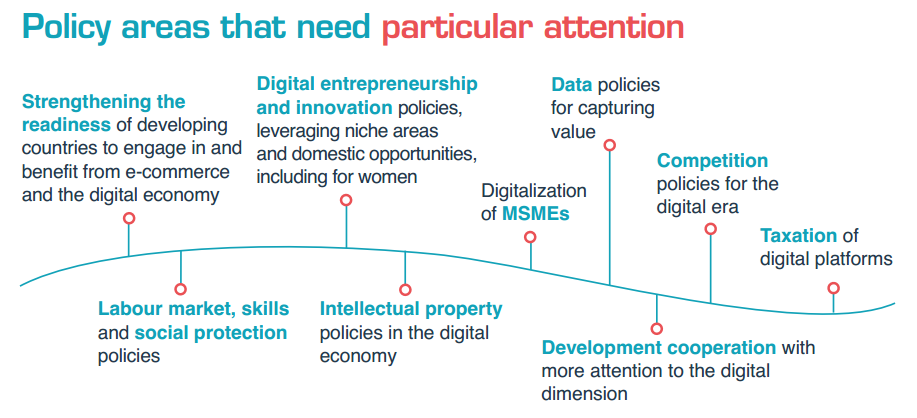 Policy areas that need particular attention
Strengthening the
readiness of developing
countries to engage in and
benefit from e-commerce
and the digital economy
Labour market, skills
and social protection
policies
Digital entrepreneurship
and innovation policies,
leveraging niche areas
and domestic opportunities,
including for women
Intellectual property
policies in the digital
economy
Digitalization
of MSMEs
Data policies
for capturing
value
Development cooperation with
more attention to the digital
dimension
Competition
policies for the
digital era
Taxation of
digital platforms